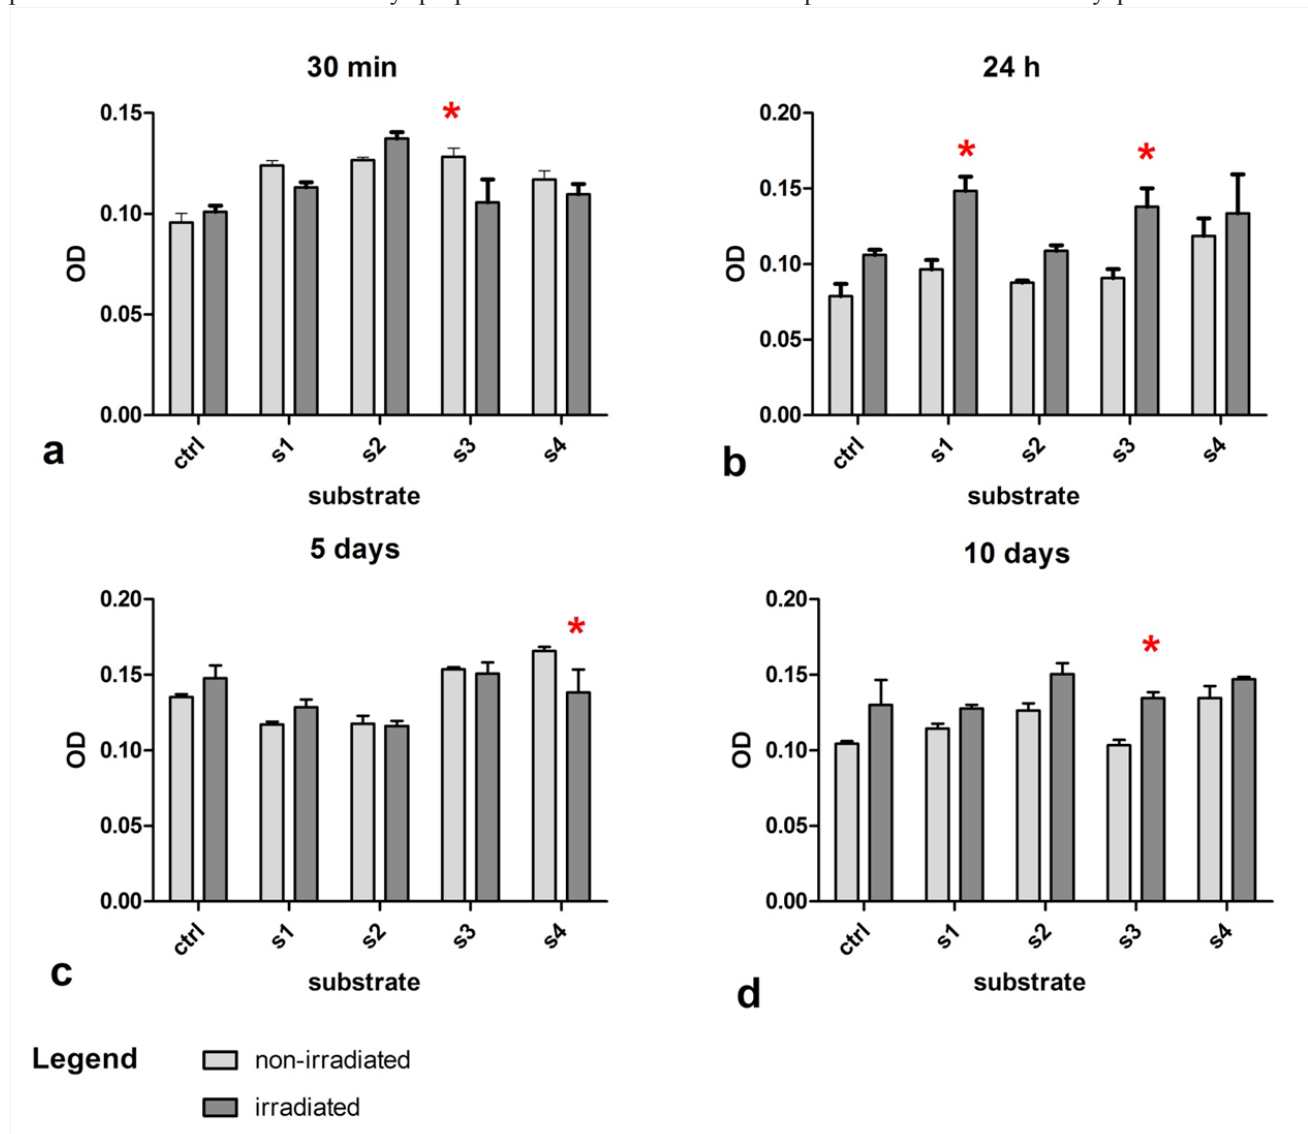 30 min
0.15
0.10
0.05
0.00
OD
ctrl
s1
s2
s3
s4
substrate
a
*
24 h
0.20
0.15
0.10
0.05
0.00
OD
ctrl
s1
s2
s3
s4
substrate
b
*
*
5 days
0.20
0.15
0.10
0.05
0.00
OD
ctrl
s1
s2
s3
s4
substrate
c
*
10 days
0.20
0.15
0.10
0.05
0.00
OD
ctrl
s1
s2
s3
s4
substrate
d
*
Legend
non-irradiated
irradiated